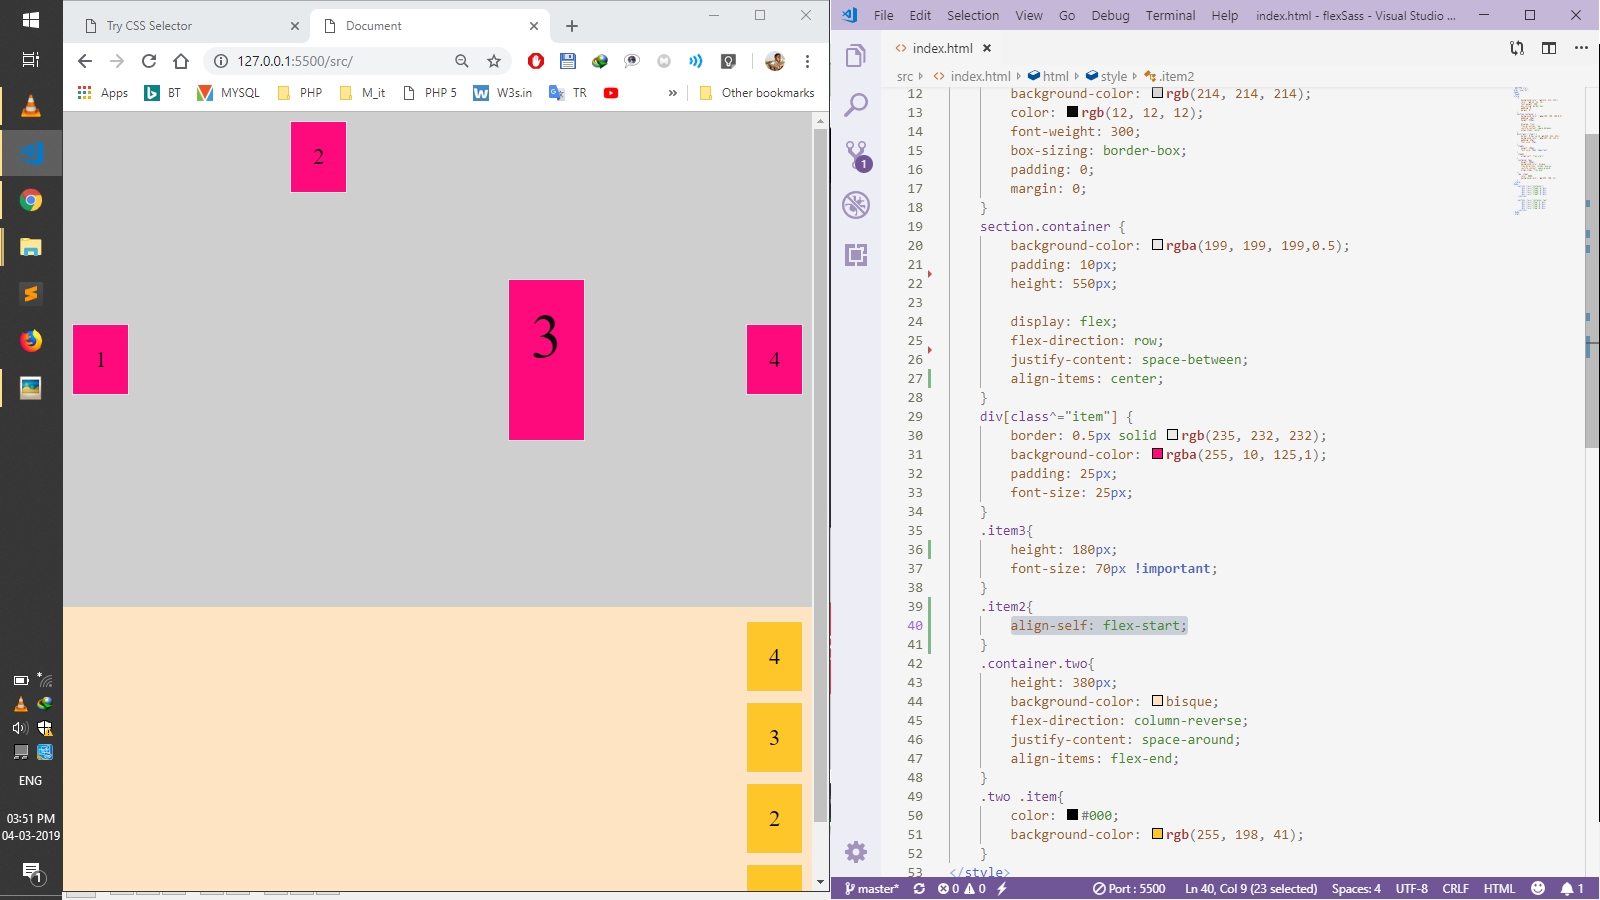 Try CSS Selector
Document
127.0.0.1:5500/src/
Apps
BT
MYSQL
PHP
M_it
PHP 5
W3s.in
TR
»
Other bookmarks
2
3
1
4
4
3
2
ENG
03:51 PM
04-03-2019
1
File Edit Selection View Go Debug Terminal Help index.html - flexSass - Visual Studio ...
index.html
src index.html html style .item2
1
12 background-color: rgb(214, 214, 214);
13 color: rgb(12, 12, 12);
14 font-weight: 300;
15 box-sizing: border-box;
16 padding: 0;
17 margin: 0;
18 }
19 section.container {
20 background-color: rgba(199, 199, 199,0.5);
21 padding: 10px;
22 height: 550px;
23
24 display: flex;
25 flex-direction: row;
26 justify-content: space-between;
27 align-items: center;
28 }
29 div[class^="item"] {
30 border: 0.5px solid rgb(235, 232, 232);
31 background-color: rgba(255, 10, 125,1);
32 padding: 25px;
33 font-size: 25px;
34 }
35 .item3{
36 height: 180px;
37 font-size: 70px !important;
38 }
39 .item2{
40 align-self: flex-start;
41 }
42 .container.two{
43 height: 380px;
44 background-color: bisque;
45 flex-direction: column-reverse;
46 justify-content: space-around;
47 align-items: flex-end;
48 }
49 .two .item{
50 color: #000;
51 background-color: rgb(255, 198, 41);
52 }
53 </style>
master* 0 0 Port : 5500 Ln 40, Col 9 (23 selected) Spaces: 4 UTF-8 CRLF HTML 1